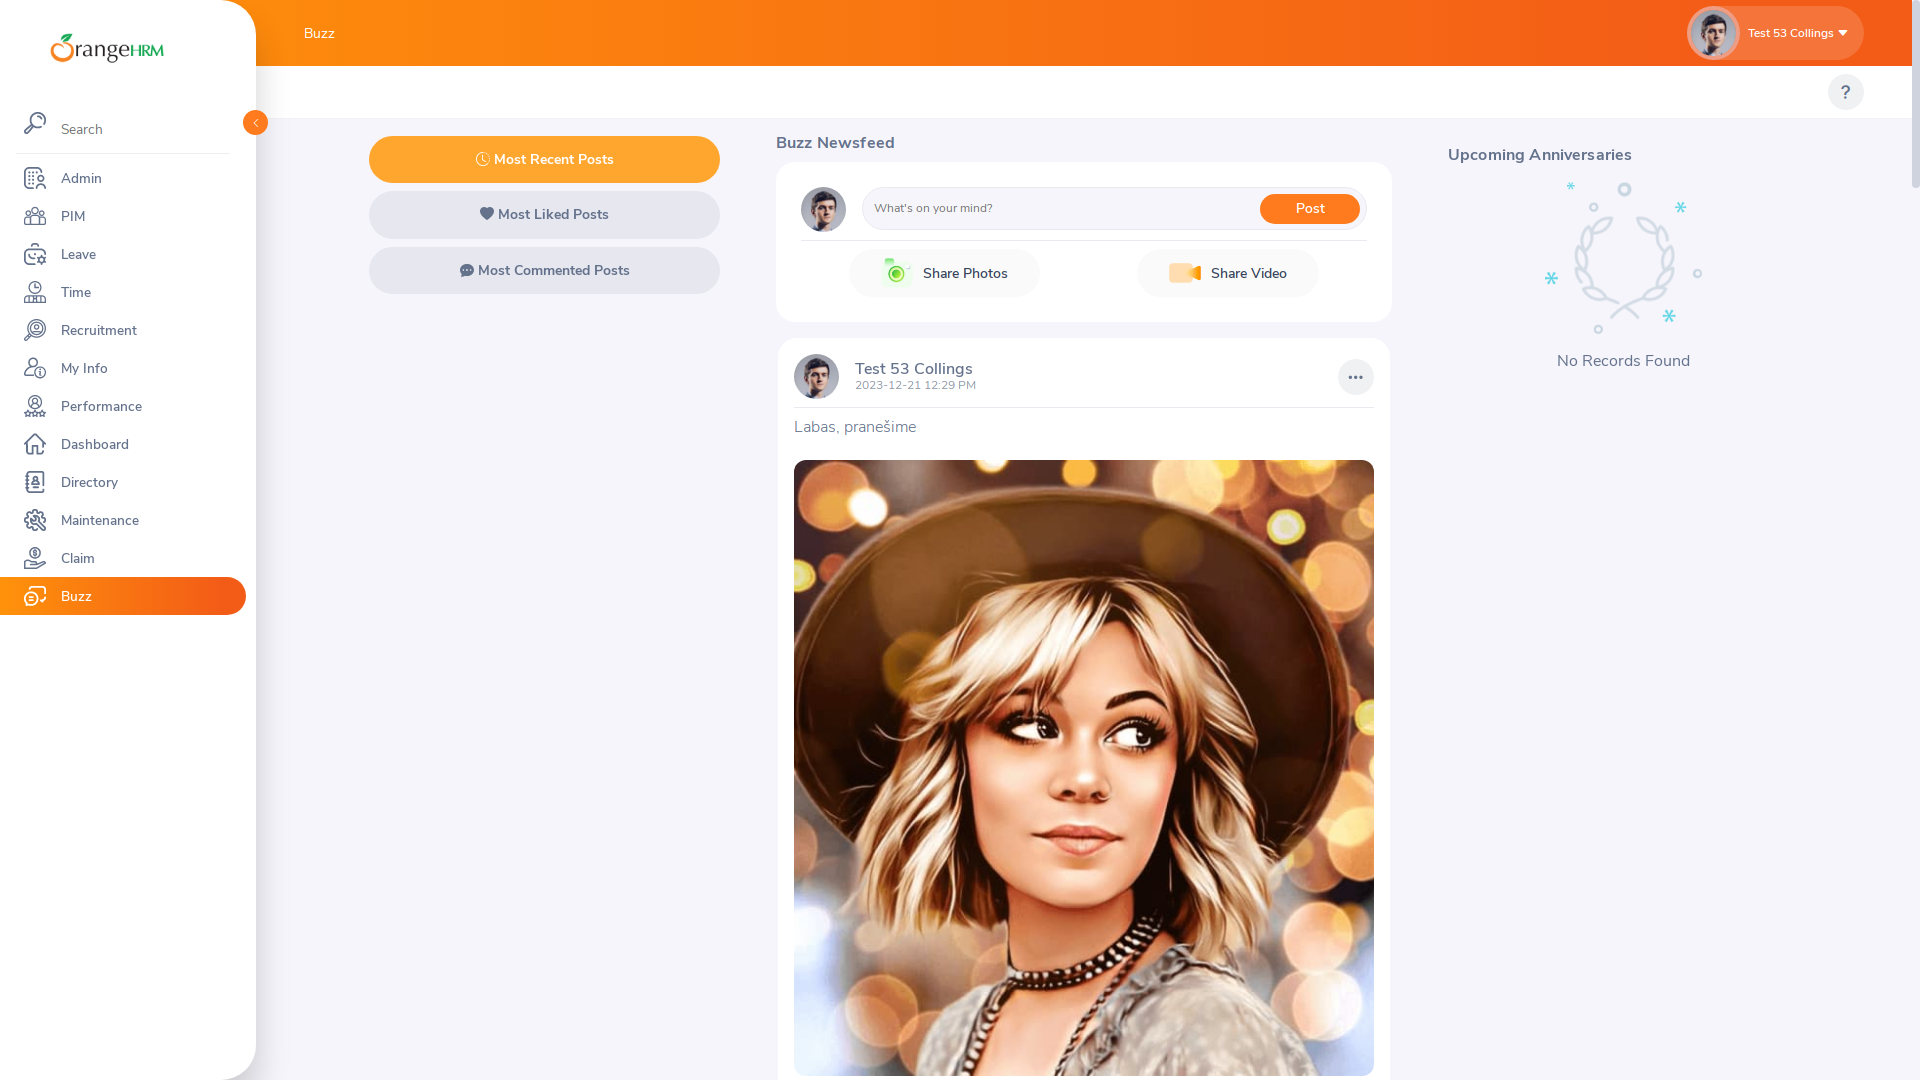 OrangeHRM
Search
Admin
PIM
Leave
Time
Recruitment
My Info
Performance
Dashboard
Directory
Maintenance
Claim
Buzz
Buzz
Test 53 Collings
?
Most Recent Posts
Most Liked Posts
Most Commented Posts
Buzz Newsfeed
What's on your mind?
Post
Share Photos
Share Video
Test 53 Collings
2023-12-21 12:29 PM
Labas, pranešime
Upcoming Anniversaries
No Records Found